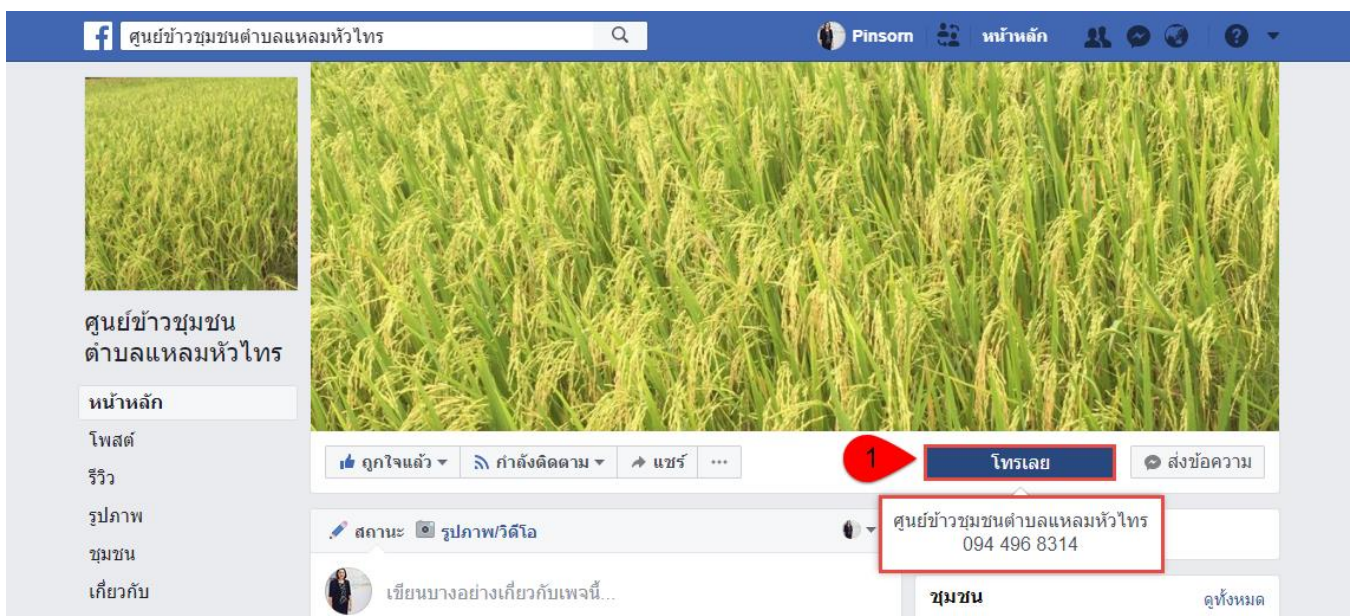 f ศูนย์ข้าวชุมชนตำบลแหลมหัวไทร Pinsorn หน้าหลัก ?
ศูนย์ข้าวชุมชน
ตำบลแหลมหัวไทร
หน้าหลัก
โพสต์
รีวิว
รูปภาพ
ชุมชน
เกี่ยวกับ
ถูกใจแล้ว กำลังติดตาม แชร์ ... 1 โทรเลย ส่งข้อความ
ศูนย์ข้าวชุมชนตำบลแหลมหัวไทร
094 496 8314
สถานะ รูปภาพ/วิดีโอ
เขียนบางอย่างเกี่ยวกับเพจนี้...
ชุมชน ดูทั้งหมด